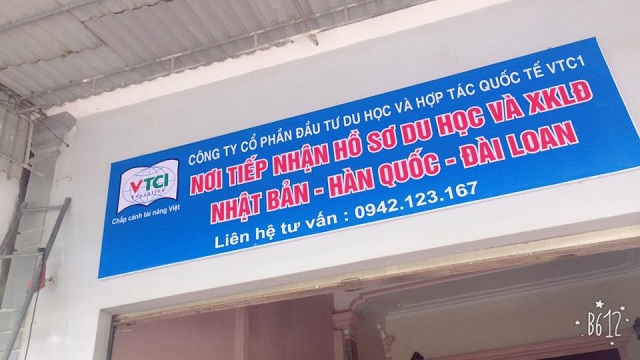 CÔNG TY CỔ PHẦN ĐẦU TƯ DU HỌC VÀ HỢP TÁC QUỐC TẾ VTC1
NƠI TIẾP NHẬN HỒ SƠ DU HỌC VÀ XKLĐ
NHẬT BẢN - HÀN QUỐC - ĐÀI LOAN
Liên hệ tư vấn : 0942.123.167
VTCI
Education
Chắp cánh tài năng Việt
B612